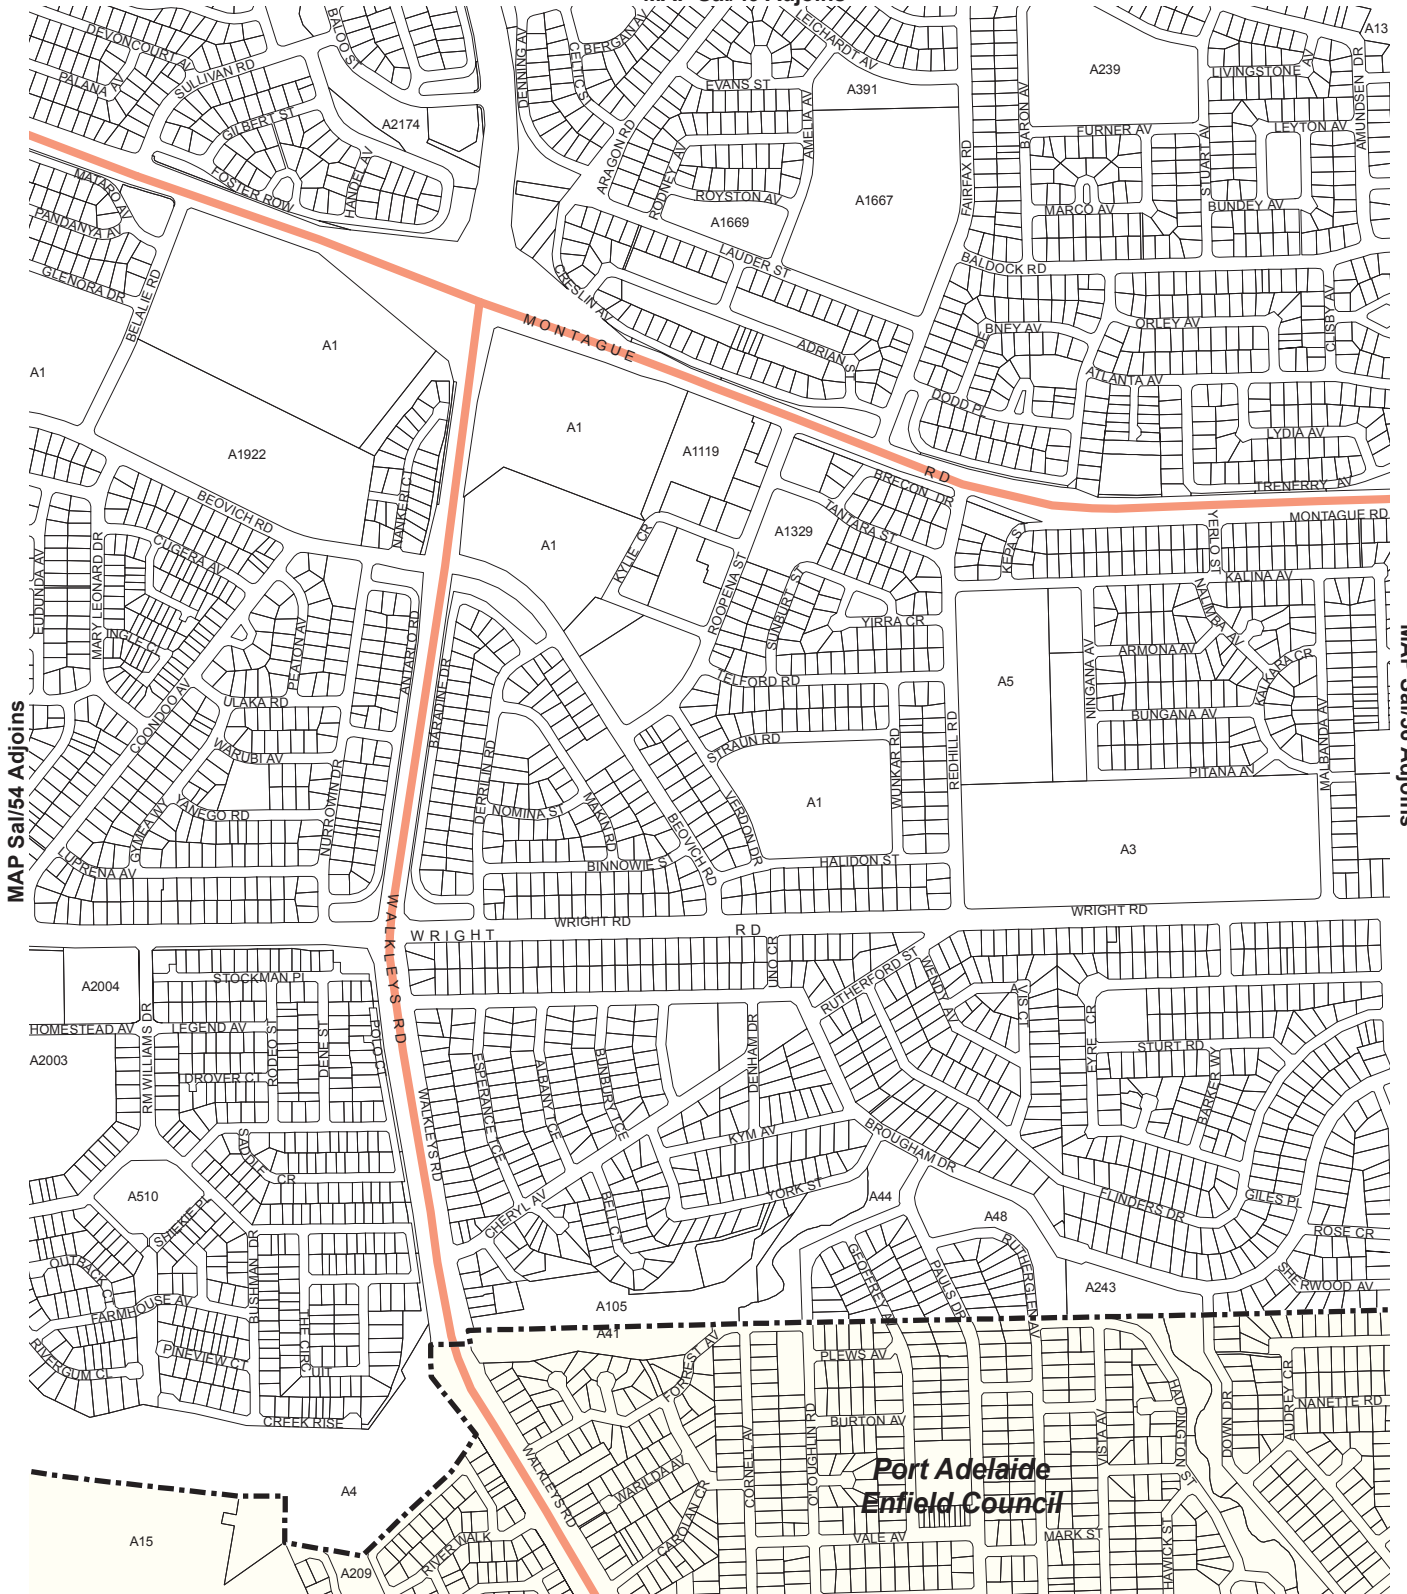 DEVONCOURT AV
BALOO ST
PALANA AV
SULLIVAN RD
GILBERT ST
A2174
HAIDEI AV
FOSTER ROW
DENNING AV
CELTIC S
BERGAN AV
LEICHARDT AV
EVANS ST
A391
AMELIA AV
ARAGON RD
RODNEY AV
ROYSTON AV
A1669
A1667
LAUDER ST
FAIRFAX RD
BARON AV
A239
A13
LIVINGSTONE AV
AMUNDSEN DR
FURNER AV
LEYTON AV
STUART AV
MARCO AV
BUNDEY AV
BALDOCK RD
MATARO AV
PANDANYA AV
GLENORA DR
BELALIE RD
A1
A1
A1922
CRESLIN AV
MONTAGUE
RD
ADRIAN ST
DE BNEY AV
ORLEY AV
CLISBY AV
ATLANTA AV
DODD PL
LYDIA AV
TRENERRY AV
MONTAGUE RD
A1
A1119
A1
KYLIE CR
ROOPENA ST
A1329
BRECON DR
TANTARA ST
SUNBURT ST
YIRRA CR
TELFORD RD
STRAUN RD
KEPA S
YERLO ST
KALINA AV
NALIMBA AV
ARMONA AV
KALKARA CR
NINGANA AV
BUNGANA AV
PITANA AV
MALBANDA AV
A5
REDHILL RD
WUNKAR RD
A1
A3
NANKERI CT
BEOVICH RD
CUGERA AV
EUDUNDA AV
MARY LEONARD DR
INGLE CT
PEATON AV
ANTARLO RD
COONDOO AV
ULAKA RD
WARUBI AV
YANEGO RD
NURROWIN DR
GYMEA WY
LUPRENA AV
BARADINE DR
DERRILIN RD
NOMINA ST
MAKIN RD
BINNOWIE S
BEOVICH RD
VERDON DR
HALIDON ST
WRIGHT RD
WRIGHT RD
WRIGHT RD
WALKLEYS RD
MAP Sal/54 Adjoins
A2004
HOMESTEAD AV
A2003
RM WILLIAMS DR
STOCKMAN Pl
LEGEND AV
DROVER CT
RODEO ST
DENE ST
POLO C
SADDLE CR
A510
SHEKIE PL
OUTBACK CT
FARMHOUSE AV
RIVERGUM CL
PINEVIEW CT
BUSHMAN DR
THE CIRC
UIT
CREEK RISE
WALKLEYS RD
ESPERANCE TCE
ALBANY TCE
BUNBURY TCE
CHERYL AV
BELL CT
DENHAM DR
KYM AV
YORK ST
UNO CR
RUTHERFORD ST
WENDY AV
AVIS CT
EYRE CR
STURT RD
BARKER WY
BROUGHAM DR
FLINDERS DR
GILES PL
ROSE CR
SHERWOOD AV
A44
A48
A243
A105
GEOFFREY A
PAULS DR
RUTHERGLEN AV
A41
FORREST AV
PLEWS AV
BURTON AV
CORNELL AV
OLOUGHLIN RD
VISTA AV
HADDINGTON ST
DOWN DR
AUDREY CR
NANETTE RD
Port Adelaide
Enfield Council
WALKLEYS RD
WARILDA AV
CAROLAN CR
VALE AV
MARK ST
HAWICK ST
A4
A15
A209
RIVER WALK